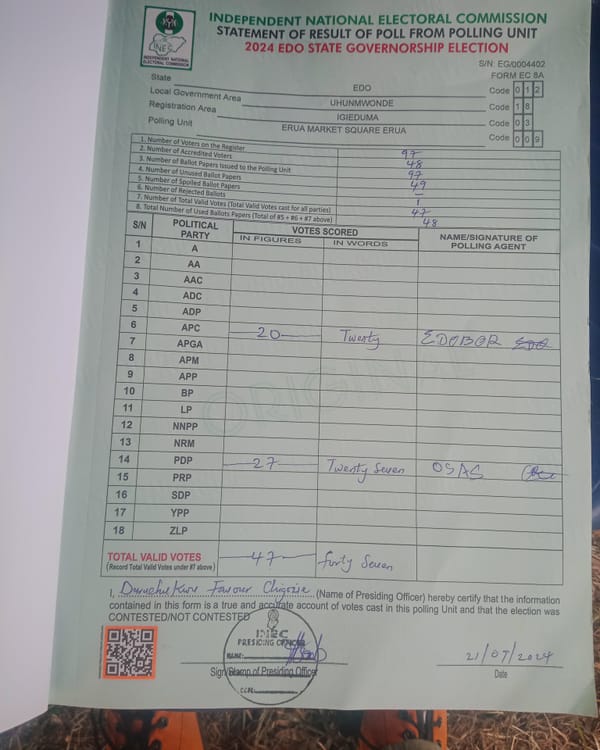 INDEPENDENT NATIONAL ELECTORAL COMMISSION
STATEMENT OF RESULT OF POLL FROM POLLING UNIT
2024 EDO STATE GOVERNORSHIP ELECTION
INEC
INDEPENDENT NATIONAL
ELECTORAL COMMISSION
S/N: EG/0004402
FORM EC 8A
State EDO Code 0 1 2
Local Government Area UHUNMWONDE Code 1 8
Registration Area IGIEDUMA Code 0 3
Polling Unit ERUA MARKET SQUARE ERUA Code 0 0 9
1. Number of Voters on the Register 97
2. Number of Accredited Voters 48
3. Number of Ballot Papers Issued to the Polling Unit 97
4. Number of Unused Ballot Papers 49
5. Number of Spoiled Ballot Papers –
6. Number of Rejected Ballots 1
7. Number of Total Valid Votes (Total Valid Votes cast for all parties) 47
8. Total Number of Used Ballots Papers (Total of #5 + #6 + #7 above) 48
S/N POLITICAL PARTY VOTES SCORED NAME/SIGNATURE OF POLLING AGENT
IN FIGURES IN WORDS
1 A
2 AA
3 AAC
4 ADC
5 ADP
6 APC 20 Twenty EDOBOR
7 APGA
8 APM
9 APP
10 BP
11 LP
12 NNPP
13 NRM
14 PDP 27 Twenty Seven OSAS
15 PRP
16 SDP
17 YPP
18 ZLP
ORIGINAL
TOTAL VALID VOTES 47 forty Seven
(Record Total Valid Votes under #7 above)
I, Favour Chigozie (Name of Presiding Officer) hereby certify that the information
contained in this form is a true and accurate account of votes cast in this polling Unit and that the election was
CONTESTED/NOT CONTESTED
INEC
PRESIDING OFFICER
NAME:
Sign/Stamp of Presiding Officer
21/07/2024
Date